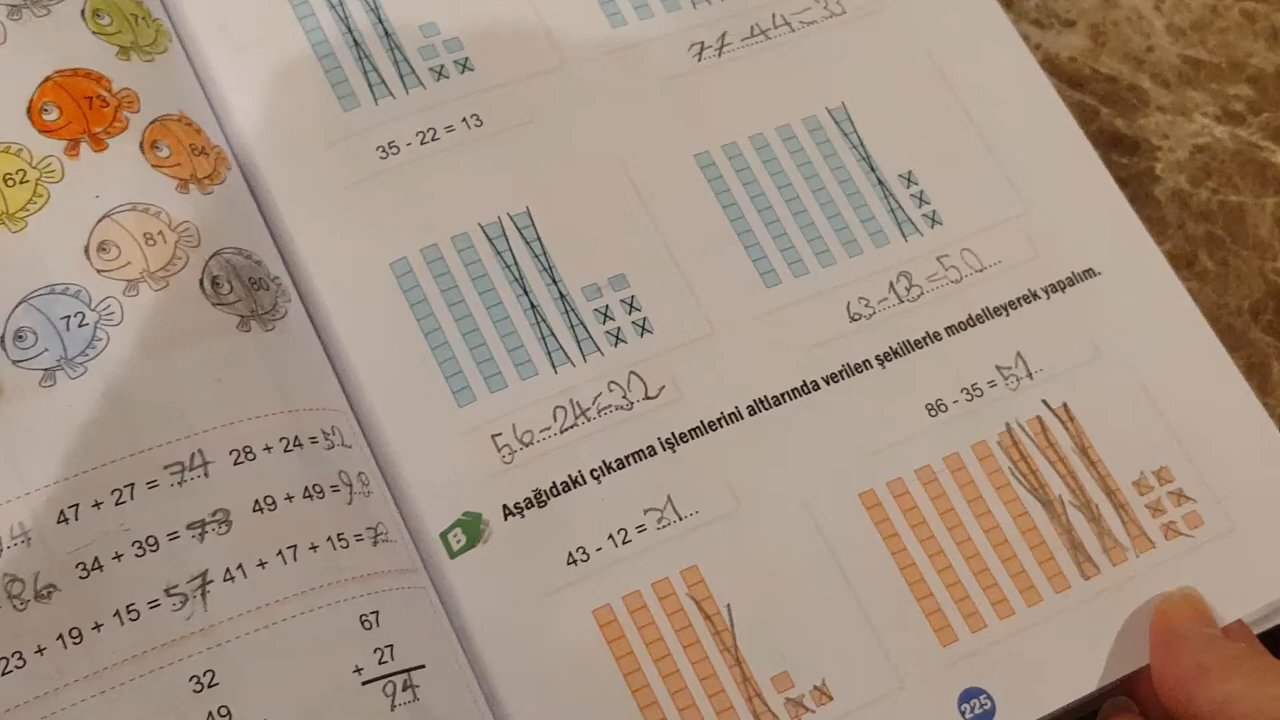 71
73
84
62
81
80
72
47 + 27 = 74
28 + 24 = 52
34 + 39 = 73
49 + 49 = 98
86
41 + 17 + 15 =
23 + 19 + 15 = 57
67
+ 27
94
32
49
77-44=33
35 - 22 = 13
63-13=50
56-24=32
B Aşağıdaki çıkarma işlemlerini altlarında verilen şekillerle modelleyerek yapalım.
43 - 12 = 31
86 - 35 = 51
225